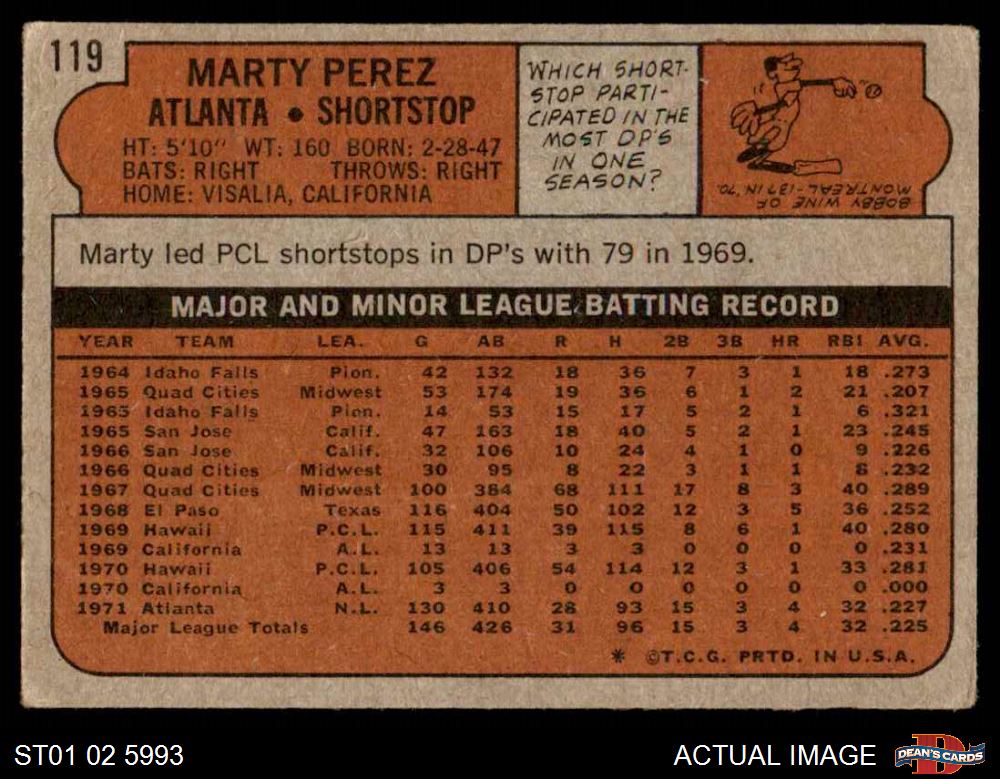 119
MARTY PEREZ
ATLANTA • SHORTSTOP
HT: 5'10" WT: 160 BORN: 2-28-47
BATS: RIGHT THROWS: RIGHT
HOME: VISALIA, CALIFORNIA
WHICH SHORT-
STOP PARTI-
CIPATED IN THE
MOST DP'S
IN ONE
SEASON?
BOBBY WINE OF
MONTREAL-137 IN '70.
Marty led PCL shortstops in DP's with 79 in 1969.
MAJOR AND MINOR LEAGUE BATTING RECORD
YEAR TEAM LEA. G AB R H 2B 3B HR RBI AVG.
1964 Idaho Falls Pion. 42 132 18 36 7 3 1 18 .273
1965 Quad Cities Midwest 53 174 19 36 6 1 2 21 .207
1965 Idaho Falls Pion. 14 53 15 17 5 2 1 6 .321
1965 San Jose Calif. 47 163 18 40 5 2 1 23 .245
1966 San Jose Calif. 32 106 10 24 4 1 0 9 .226
1966 Quad Cities Midwest 30 95 8 22 3 1 1 8 .232
1967 Quad Cities Midwest 100 384 68 111 17 8 3 40 .289
1968 El Paso Texas 116 404 50 102 12 3 5 36 .252
1969 Hawaii P.C.L. 115 411 39 115 8 6 1 40 .280
1969 California A.L. 13 13 3 3 0 0 0 0 .231
1970 Hawaii P.C.L. 105 406 54 114 12 3 1 33 .281
1970 California A.L. 3 3 0 0 0 0 0 0 .000
1971 Atlanta N.L. 130 410 28 93 15 3 4 32 .227
Major League Totals 146 426 31 96 15 3 4 32 .225
* ©T.C.G. PRTD. IN U.S.A.
ST01 02 5993
ACTUAL IMAGE
D
DEAN'S CARDS